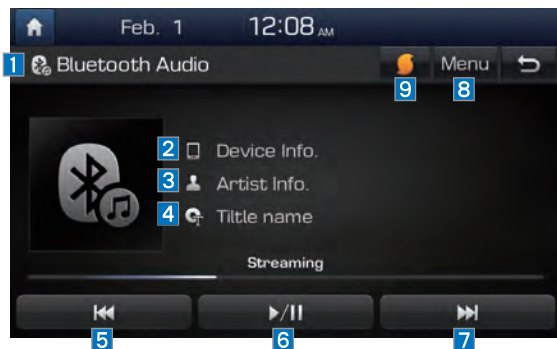 Feb. 1 12:08 AM
1 Bluetooth Audio Menu
9 8
2 Device Info.
3 Artist Info.
4 Tiltle name
Streaming
5 6 7